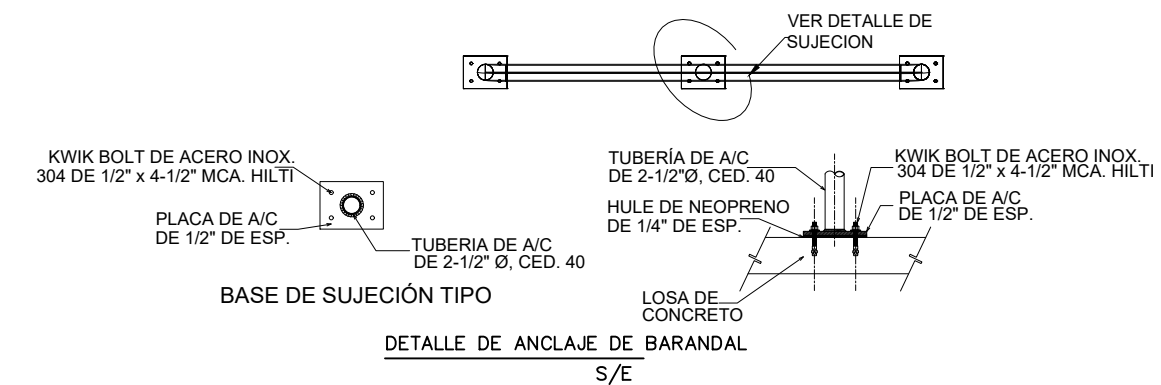 VER DETALLE DE
SUJECION
KWIK BOLT DE ACERO INOX.
304 DE 1/2" x 4-1/2" MCA. HILTI
PLACA DE A/C
DE 1/2" DE ESP.
TUBERIA DE A/C
DE 2-1/2" Ø, CED. 40
BASE DE SUJECIÓN TIPO
TUBERÍA DE A/C
DE 2-1/2"Ø, CED. 40
HULE DE NEOPRENO
DE 1/4" DE ESP.
KWIK BOLT DE ACERO INOX.
304 DE 1/2" x 4-1/2" MCA. HILTI
PLACA DE A/C
DE 1/2" DE ESP.
LOSA DE
CONCRETO
DETALLE DE ANCLAJE DE BARANDAL
S/E